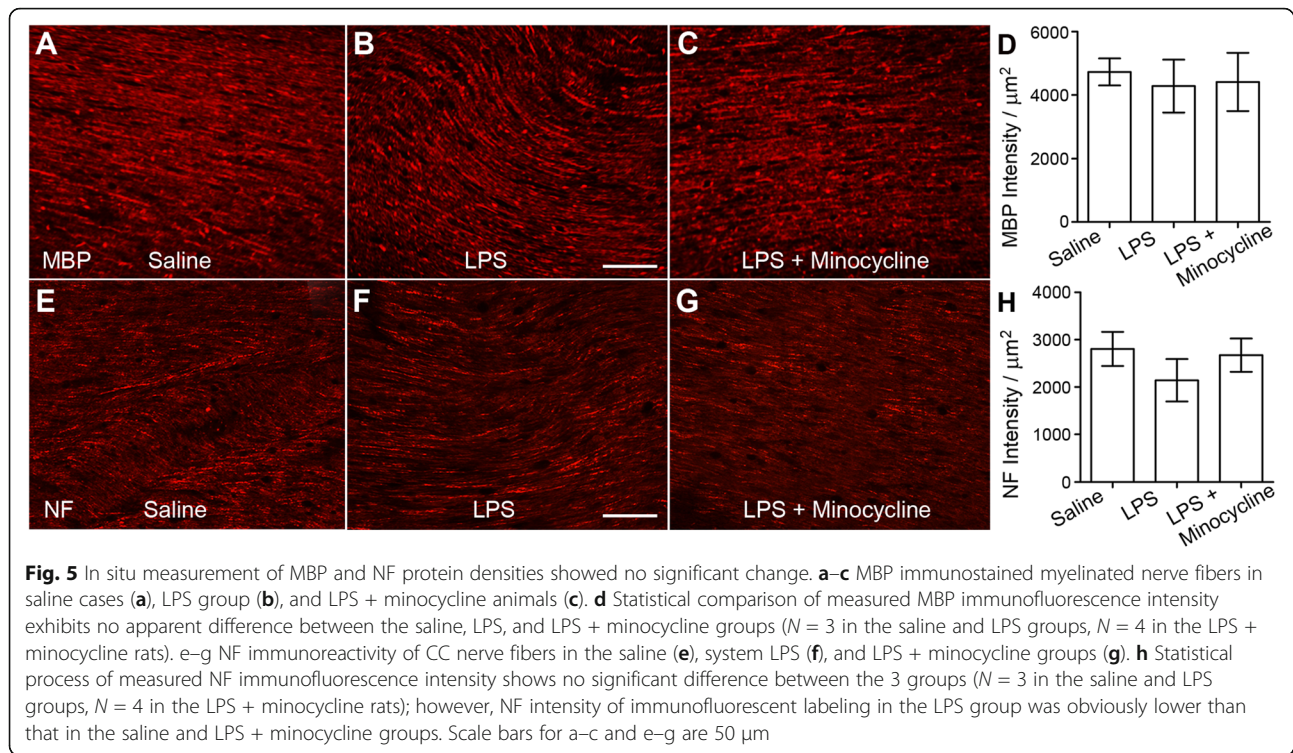 A
B
C
D
MBP Saline
LPS
LPS + Minocycline
MBP Intensity / μm²
6000
4000
2000
0
Saline
LPS
LPS +
Minocycline
E
F
G
H
NF Saline
LPS
LPS + Minocycline
NF Intensity / μm²
4000
3000
2000
1000
0
Saline
LPS
LPS +
Minocycline
Fig. 5 In situ measurement of MBP and NF protein densities showed no significant change. a–c MBP immunostained myelinated nerve fibers in
saline cases (a), LPS group (b), and LPS + minocycline animals (c). d Statistical comparison of measured MBP immunofluorescence intensity
exhibits no apparent difference between the saline, LPS, and LPS + minocycline groups (N = 3 in the saline and LPS groups, N = 4 in the LPS +
minocycline rats). e–g NF immunoreactivity of CC nerve fibers in the saline (e), system LPS (f), and LPS + minocycline groups (g). h Statistical
process of measured NF immunofluorescence intensity shows no significant difference between the 3 groups (N = 3 in the saline and LPS
groups, N = 4 in the LPS + minocycline rats); however, NF intensity of immunofluorescent labeling in the LPS group was obviously lower than
that in the saline and LPS + minocycline groups. Scale bars for a–c and e–g are 50 μm